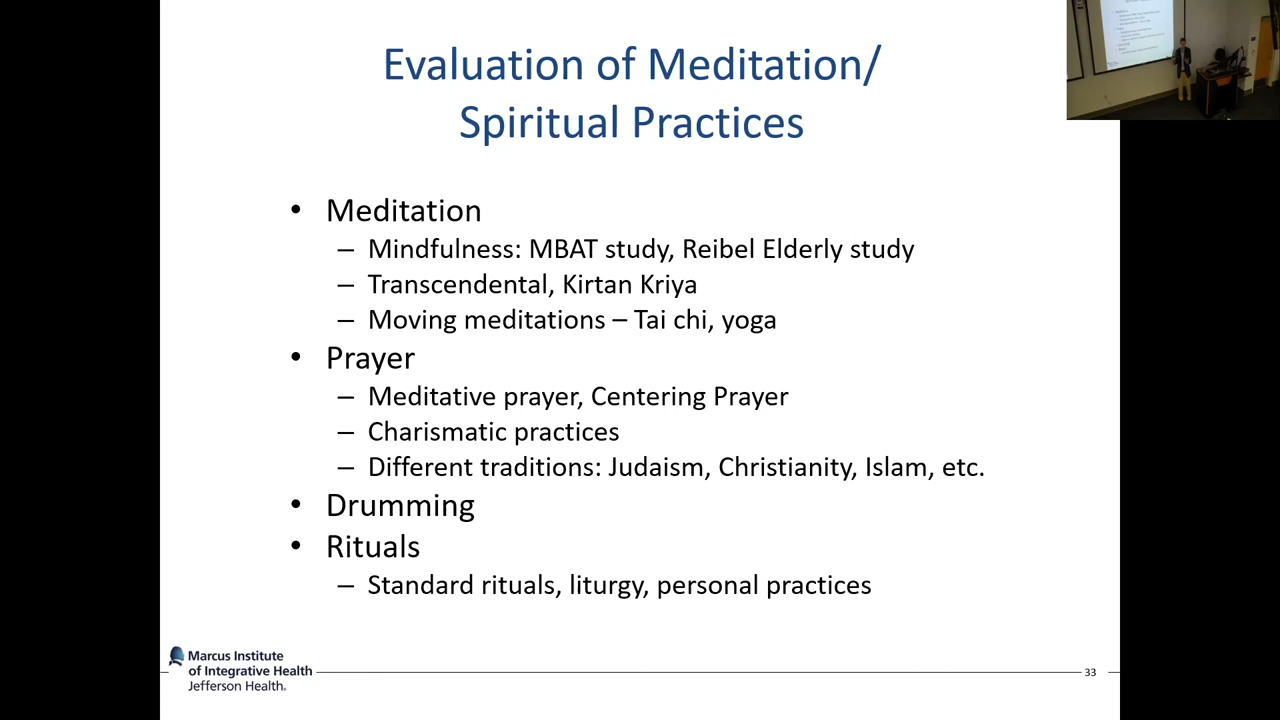 Evaluation of Meditation/
Spiritual Practices
• Meditation
– Mindfulness: MBAT study, Reibel Elderly study
– Transcendental, Kirtan Kriya
– Moving meditations – Tai chi, yoga
• Prayer
– Meditative prayer, Centering Prayer
– Charismatic practices
– Different traditions: Judaism, Christianity, Islam, etc.
• Drumming
• Rituals
– Standard rituals, liturgy, personal practices
Marcus Institute
of Integrative Health
Jefferson Health.
33